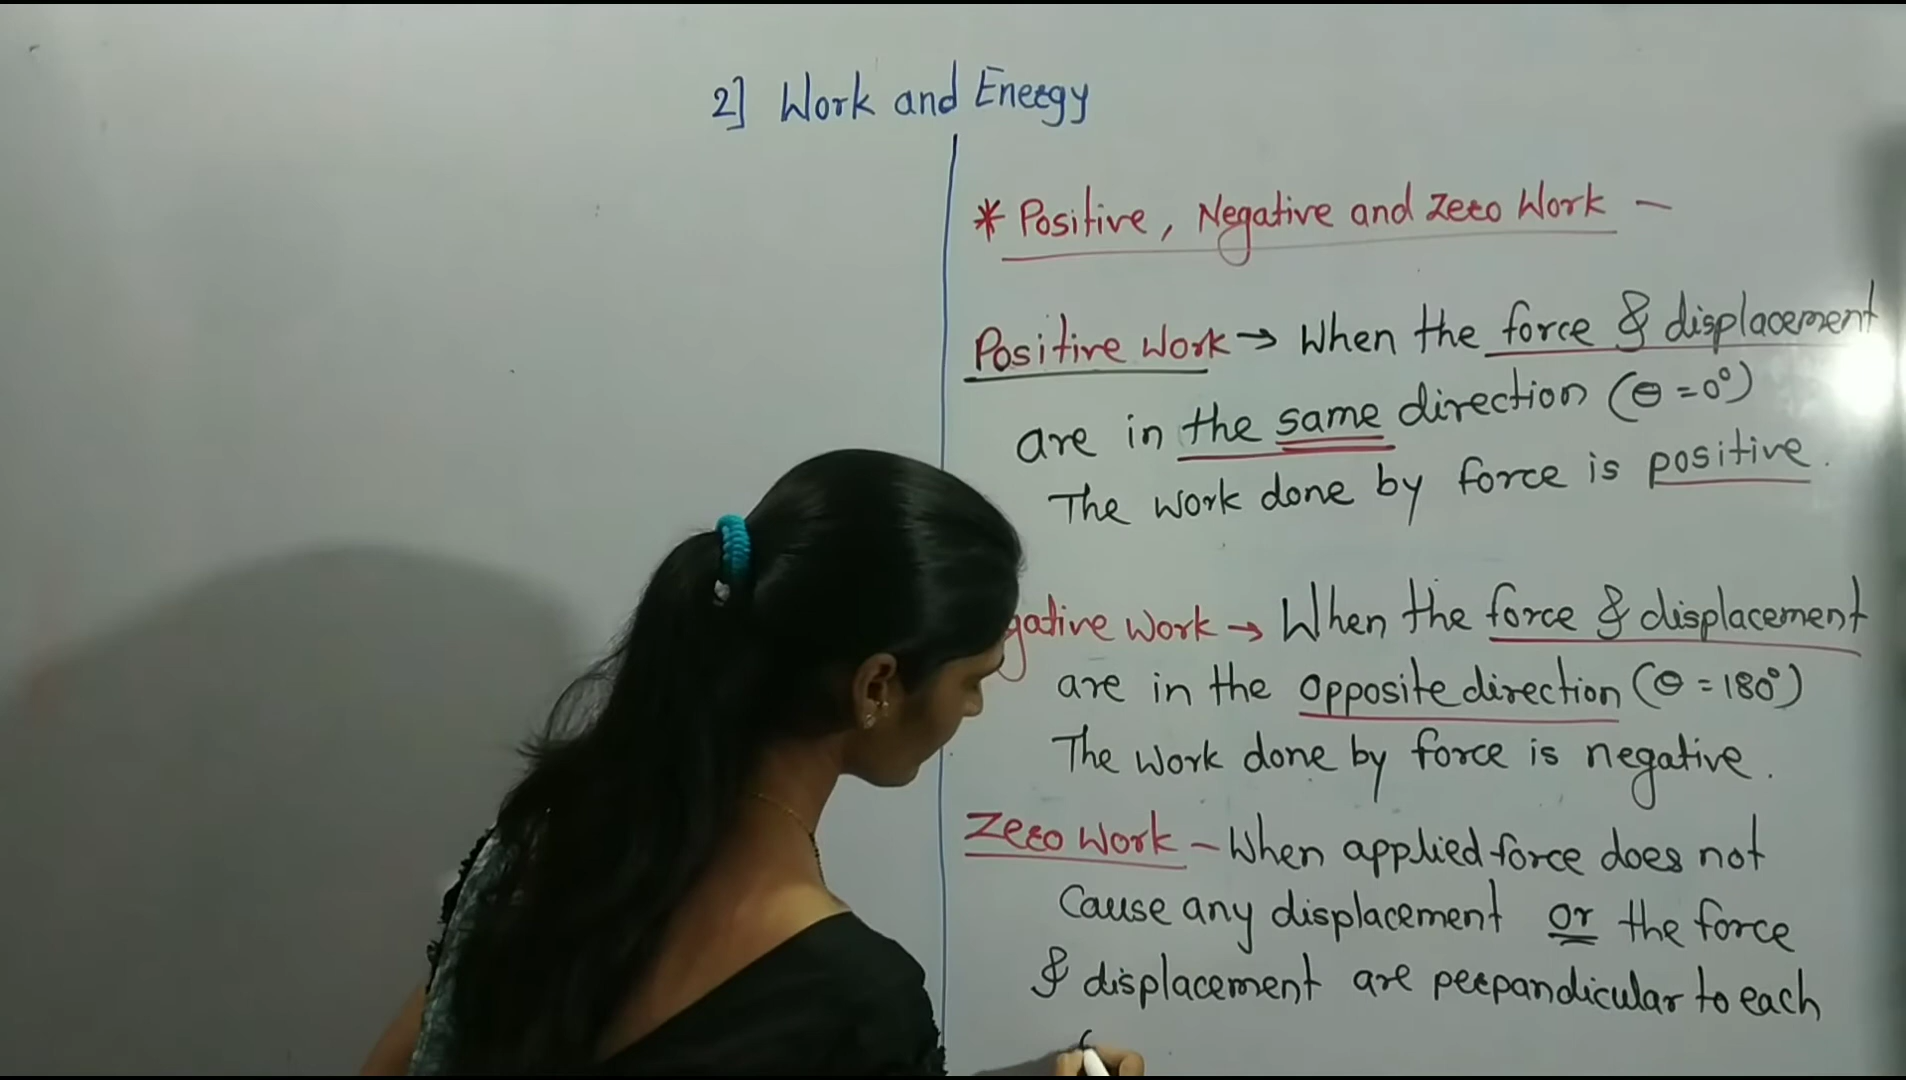 2] Work and Energy
* Positive, Negative and Zero Work -
Positive Work → When the force & displacement
are in the same direction (θ = 0°)
The work done by force is positive.
gative Work → When the force & displacement
are in the opposite direction (θ = 180°)
The work done by force is negative.
Zero Work - When applied force does not
Cause any displacement or the force
& displacement are perpandicular to each